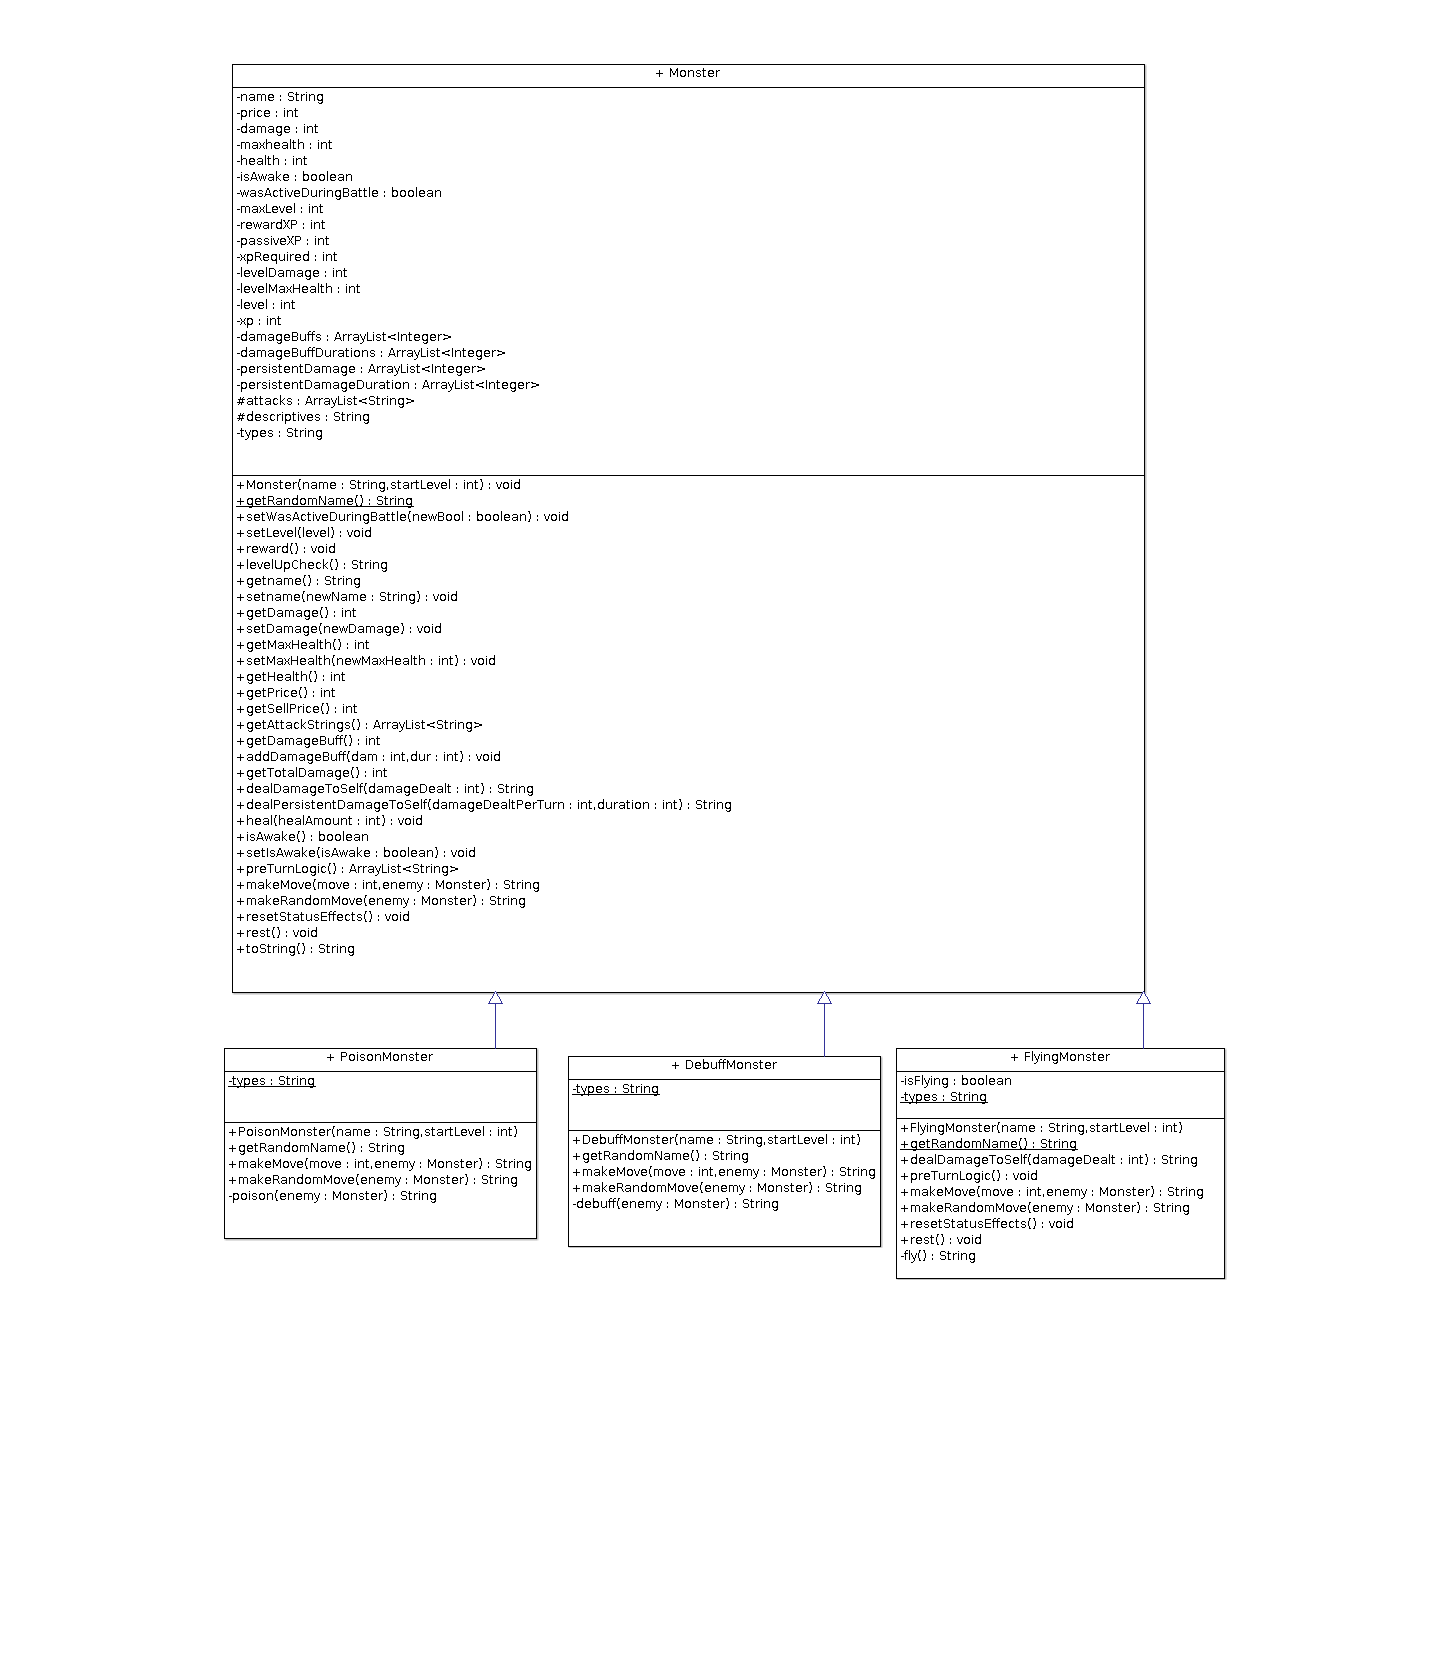 + Monster
-name : String
-price : int
-damage : int
-maxhealth : int
-health : int
-isAwake : boolean
-wasActiveDuringBattle : boolean
-maxLevel : int
-rewardXP : int
-passiveXP : int
-xpRequired : int
-levelDamage : int
-levelMaxHealth : int
-level : int
-xp : int
-damageBuffs : ArrayList<Integer>
-damageBuffDurations : ArrayList<Integer>
-persistentDamage : ArrayList<Integer>
-persistentDamageDuration : ArrayList<Integer>
#attacks : ArrayList<String>
#descriptives : String
-types : String
+Monster(name : String,startLevel : int) : void
+getRandomName() : String
+setWasActiveDuringBattle(newBool : boolean) : void
+setLevel(level) : void
+reward() : void
+levelUpCheck() : String
+getname() : String
+setname(newName : String) : void
+getDamage() : int
+setDamage(newDamage) : void
+getMaxHealth() : int
+setMaxHealth(newMaxHealth : int) : void
+getHealth() : int
+getPrice() : int
+getSellPrice() : int
+getAttackStrings() : ArrayList<String>
+getDamageBuff() : int
+addDamageBuff(dam : int,dur : int) : void
+getTotalDamage() : int
+dealDamageToSelf(damageDealt : int) : String
+dealPersistentDamageToSelf(damageDealtPerTurn : int,duration : int) : String
+heal(healAmount : int) : void
+isAwake() : boolean
+setIsAwake(isAwake : boolean) : void
+preTurnLogic() : ArrayList<String>
+makeMove(move : int,enemy : Monster) : String
+makeRandomMove(enemy : Monster) : String
+resetStatusEffects() : void
+rest() : void
+toString() : String
+ PoisonMonster
-types : String
+PoisonMonster(name : String,startLevel : int)
+getRandomName() : String
+makeMove(move : int,enemy : Monster) : String
+makeRandomMove(enemy : Monster) : String
-poison(enemy : Monster) : String
+ DebuffMonster
-types : String
+DebuffMonster(name : String,startLevel : int)
+getRandomName() : String
+makeMove(move : int,enemy : Monster) : String
+makeRandomMove(enemy : Monster) : String
-debuff(enemy : Monster) : String
+ FlyingMonster
-isFlying : boolean
-types : String
+FlyingMonster(name : String,startLevel : int)
+getRandomName() : String
+dealDamageToSelf(damageDealt : int) : String
+preTurnLogic() : void
+makeMove(move : int,enemy : Monster) : String
+makeRandomMove(enemy : Monster) : String
+resetStatusEffects() : void
+rest() : void
-fly() : String